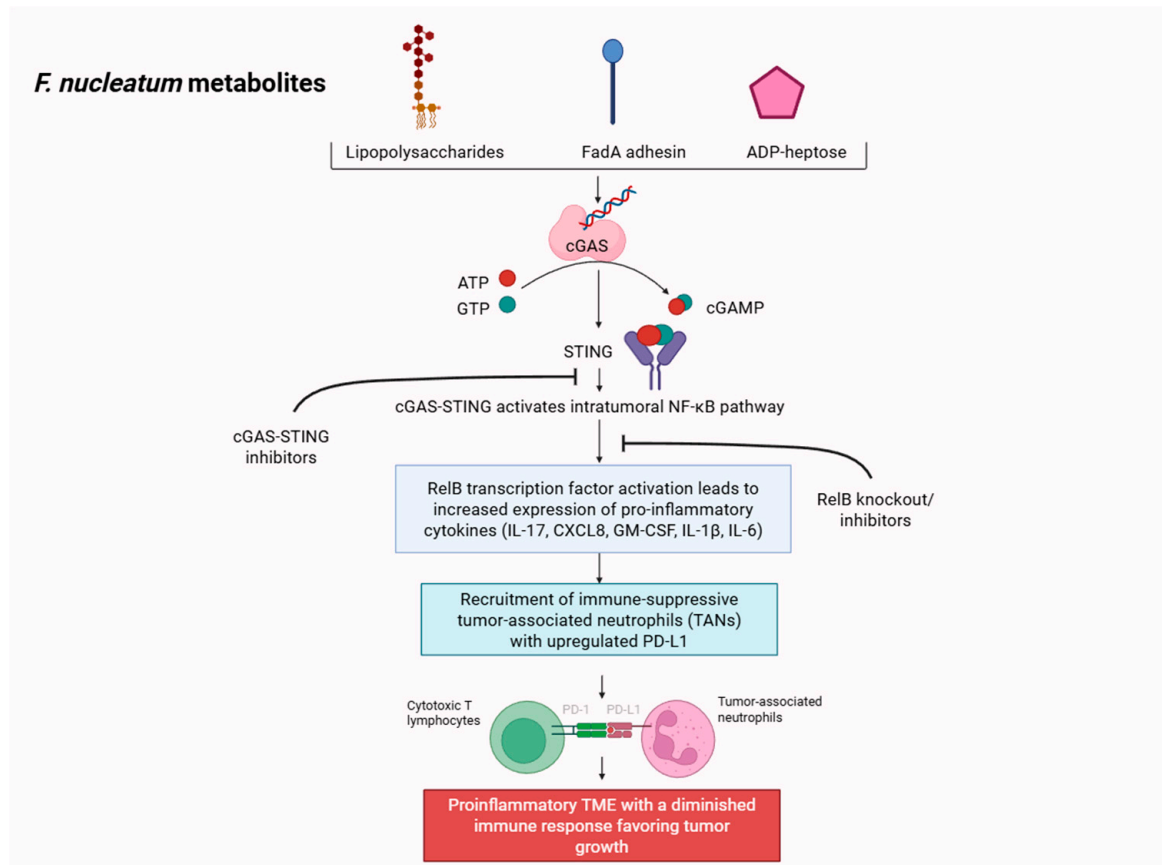 F. nucleatum metabolites
Lipopolysaccharides
FadA adhesin
ADP-heptose
cGAS
ATP
GTP
cGAMP
STING
cGAS-STING activates intratumoral NF-κB pathway
cGAS-STING
inhibitors
RelB transcription factor activation leads to
increased expression of pro-inflammatory
cytokines (IL-17, CXCL8, GM-CSF, IL-1β, IL-6)
RelB knockout/
inhibitors
Recruitment of immune-suppressive
tumor-associated neutrophils (TANs)
with upregulated PD-L1
Cytotoxic T
lymphocytes
PD-1
PD-L1
Tumor-associated
neutrophils
Proinflammatory TME with a diminished
immune response favoring tumor
growth